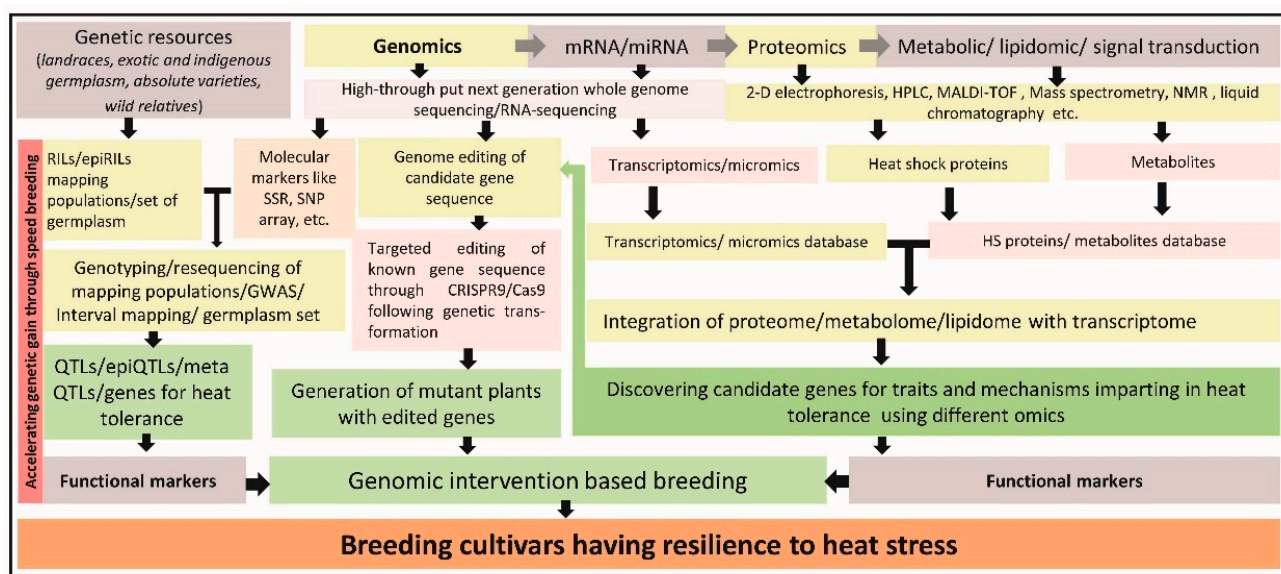 Genetic resources
(landraces, exotic and indigenous
germplasm, absolute varieties,
wild relatives)
Genomics
mRNA/miRNA
Proteomics
Metabolic/ lipidomic/ signal transduction
High-through put next generation whole genome
sequencing/RNA-sequencing
2-D electrophoresis, HPLC, MALDI-TOF , Mass spectrometry, NMR , liquid
chromatography etc.
Accelerating genetic gain through speed breeding
RILs/epiRILs
mapping
populations/set of
germplasm
Molecular
markers like
SSR, SNP
array, etc.
Genome editing of
candidate gene
sequence
Transcriptomics/micromics
Heat shock proteins
Metabolites
Targeted editing of
known gene sequence
through CRISPR9/Cas9
following genetic trans-
formation
Transcriptomics/ micromics database
HS proteins/ metabolites database
Genotyping/resequencing of
mapping populations/GWAS/
Interval mapping/ germplasm set
Integration of proteome/metabolome/lipidome with transcriptome
QTLs/epiQTLs/meta
QTLs/genes for heat
tolerance
Generation of mutant plants
with edited genes
Discovering candidate genes for traits and mechanisms imparting in heat
tolerance using different omics
Functional markers
Genomic intervention based breeding
Functional markers
Breeding cultivars having resilience to heat stress